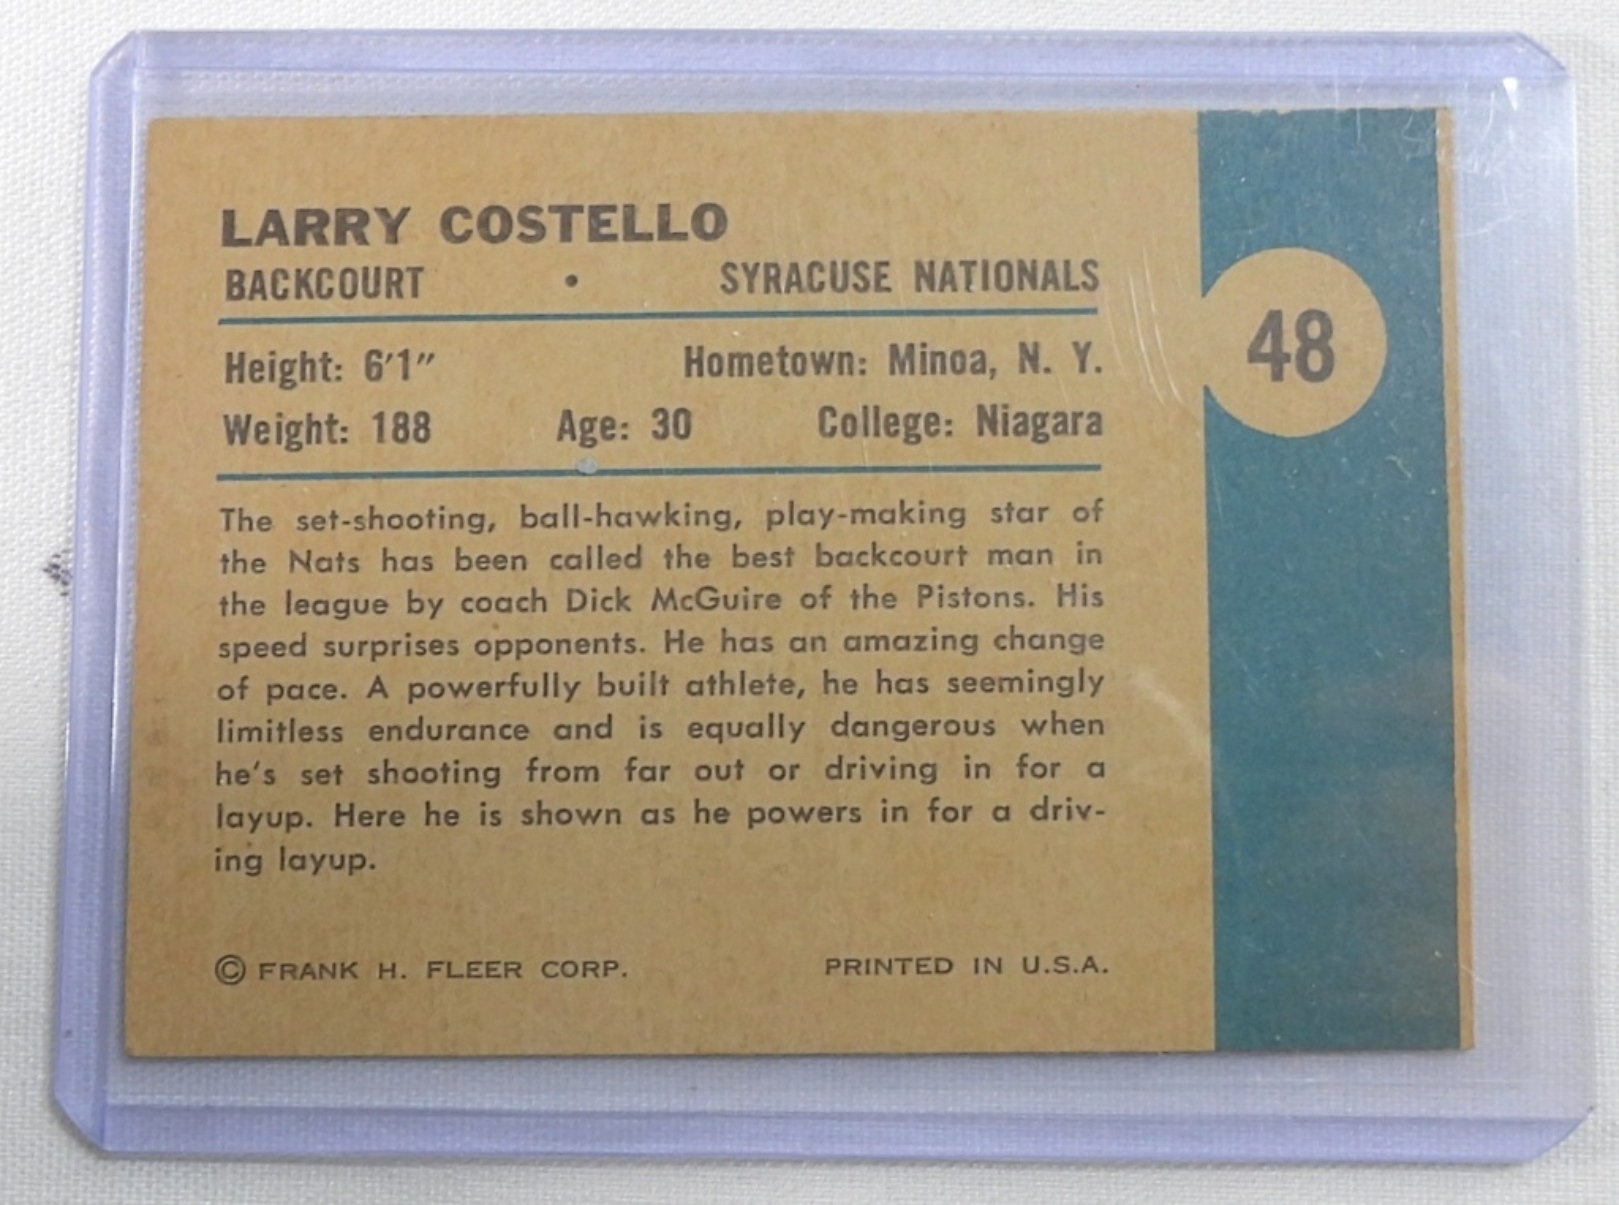 LARRY COSTELLO
BACKCOURT • SYRACUSE NATIONALS
48
Height: 6'1" Hometown: Minoa, N. Y.
Weight: 188 Age: 30 College: Niagara
The set-shooting, ball-hawking, play-making star of
the Nats has been called the best backcourt man in
the league by coach Dick McGuire of the Pistons. His
speed surprises opponents. He has an amazing change
of pace. A powerfully built athlete, he has seemingly
limitless endurance and is equally dangerous when
he's set shooting from far out or driving in for a
layup. Here he is shown as he powers in for a driv-
ing layup.
© FRANK H. FLEER CORP. PRINTED IN U.S.A.